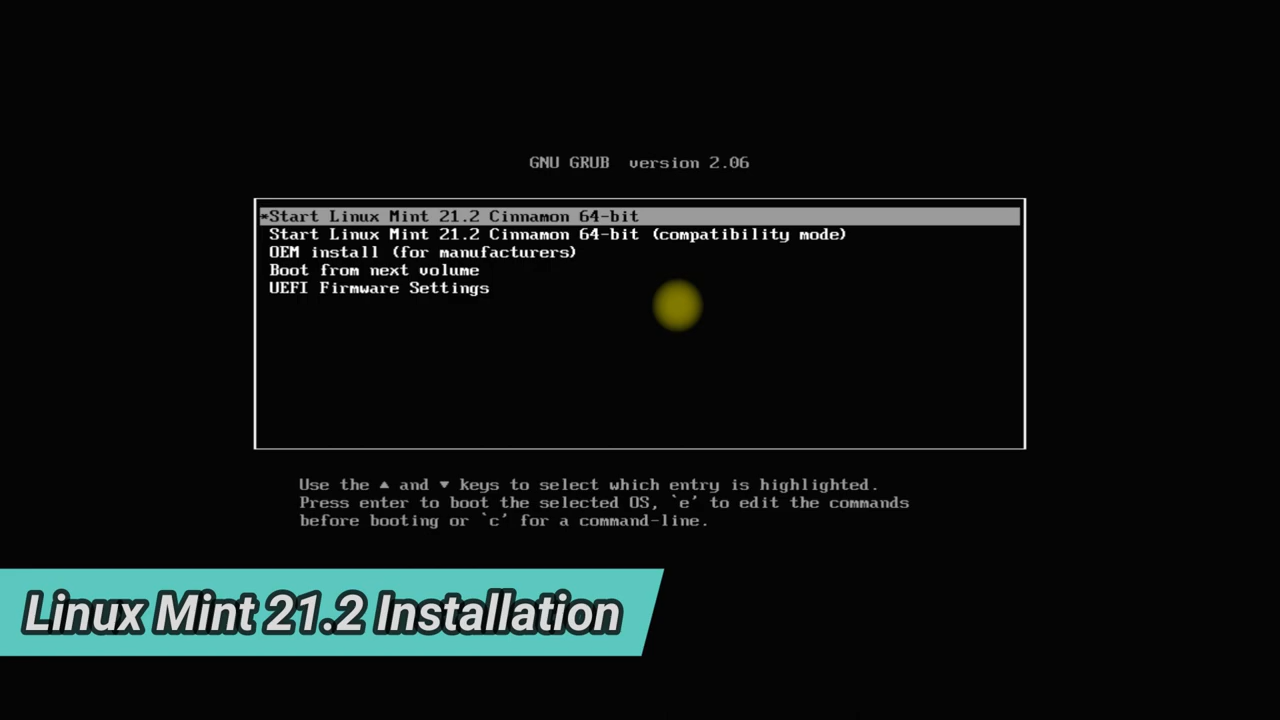 GNU GRUB  version 2.06
*Start Linux Mint 21.2 Cinnamon 64-bit
Start Linux Mint 21.2 Cinnamon 64-bit (compatibility mode)
OEM install (for manufacturers)
Boot from next volume
UEFI Firmware Settings
Use the ▲ and ▼ keys to select which entry is highlighted.
Press enter to boot the selected OS, `e' to edit the commands
before booting or `c' for a command-line.
Linux Mint 21.2 Installation